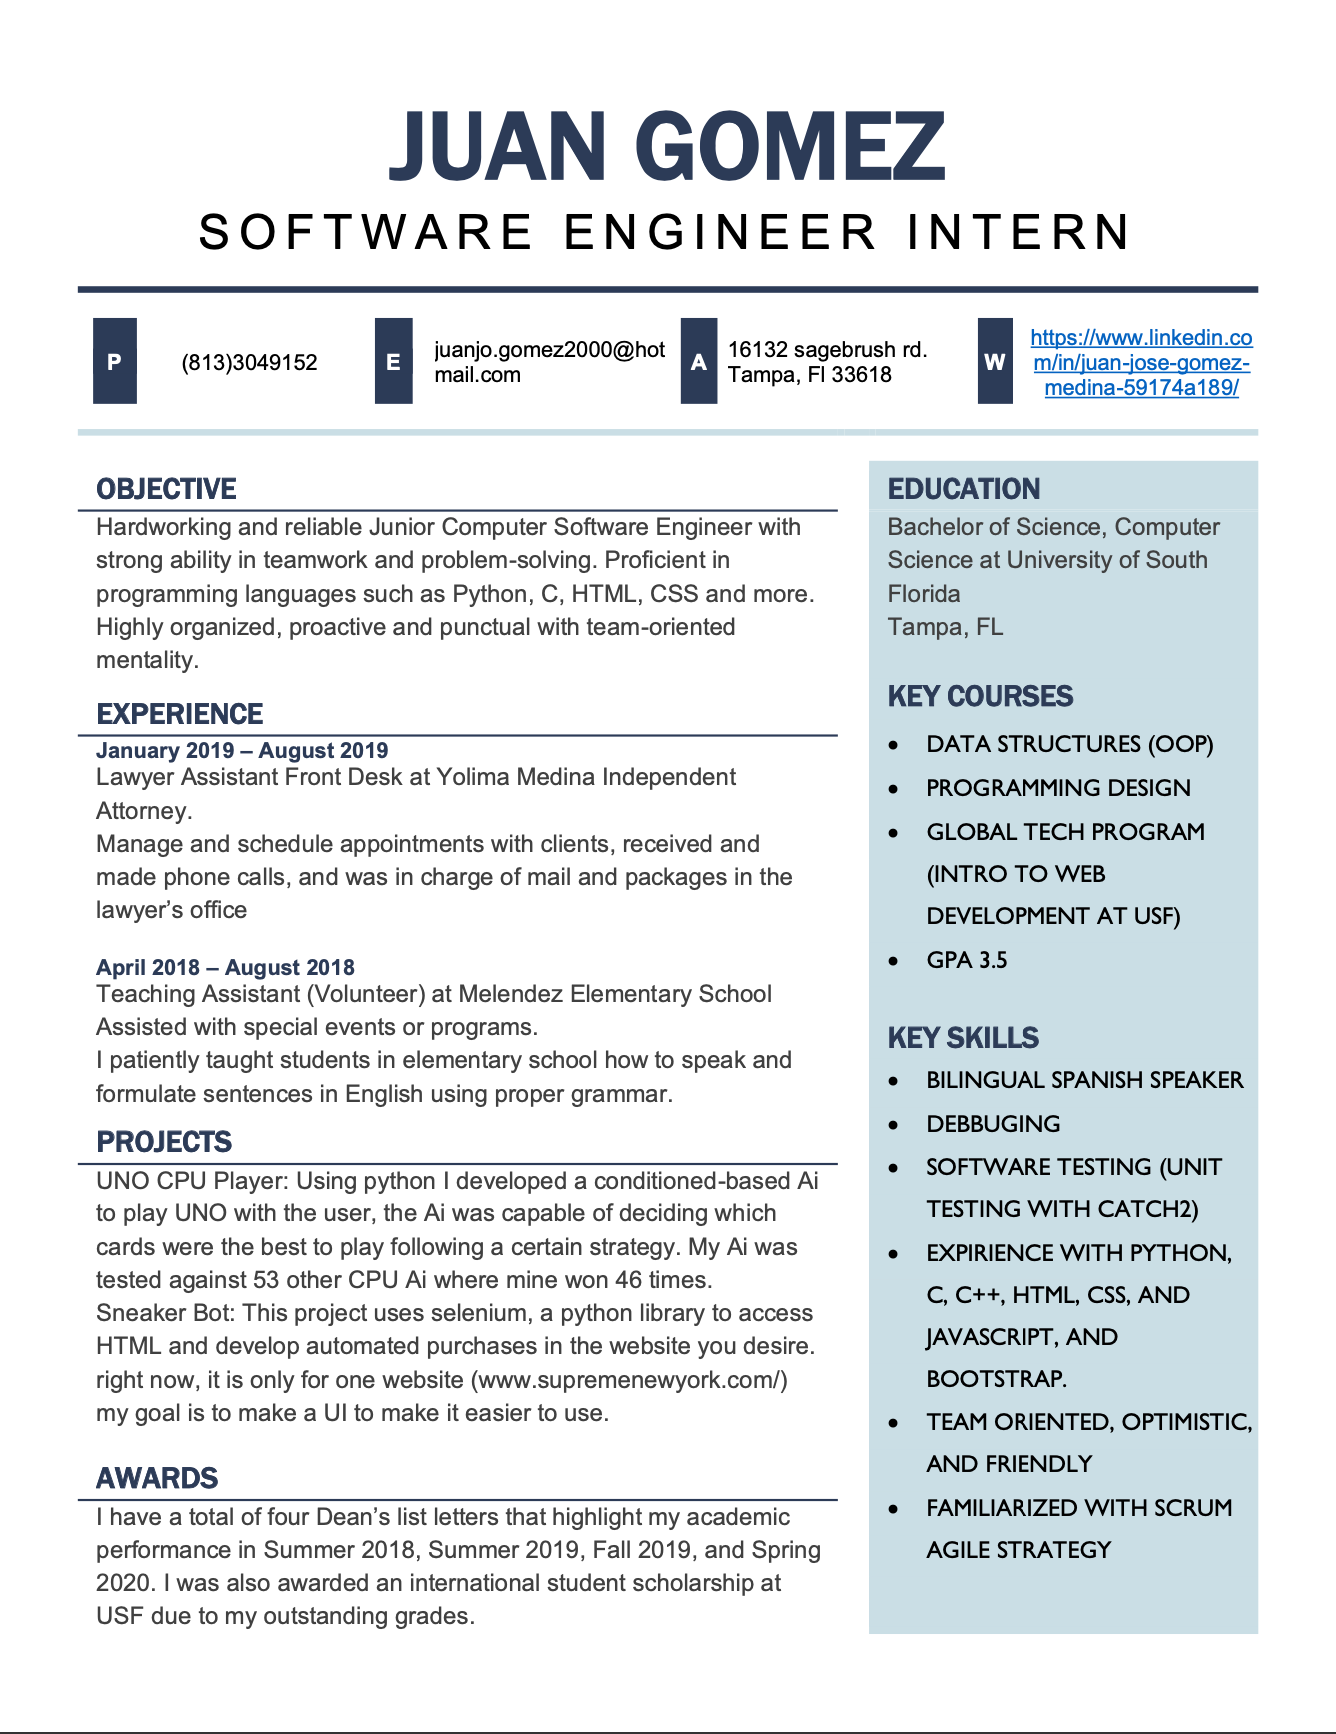 JUAN GOMEZ
SOFTWARE ENGINEER INTERN
P
(813)3049152
E
juanjo.gomez2000@hot
mail.com
A
16132 sagebrush rd.
Tampa, Fl 33618
W
https://www.linkedin.co
m/in/juan-jose-gomez-
medina-59174a189/
OBJECTIVE
Hardworking and reliable Junior Computer Software Engineer with
strong ability in teamwork and problem-solving. Proficient in
programming languages such as Python, C, HTML, CSS and more.
Highly organized, proactive and punctual with team-oriented
mentality.
EXPERIENCE
January 2019 – August 2019
Lawyer Assistant Front Desk at Yolima Medina Independent
Attorney.
Manage and schedule appointments with clients, received and
made phone calls, and was in charge of mail and packages in the
lawyer’s office
April 2018 – August 2018
Teaching Assistant (Volunteer) at Melendez Elementary School
Assisted with special events or programs.
I patiently taught students in elementary school how to speak and
formulate sentences in English using proper grammar.
PROJECTS
UNO CPU Player: Using python I developed a conditioned-based Ai
to play UNO with the user, the Ai was capable of deciding which
cards were the best to play following a certain strategy. My Ai was
tested against 53 other CPU Ai where mine won 46 times.
Sneaker Bot: This project uses selenium, a python library to access
HTML and develop automated purchases in the website you desire.
right now, it is only for one website (www.supremenewyork.com/)
my goal is to make a UI to make it easier to use.
AWARDS
I have a total of four Dean’s list letters that highlight my academic
performance in Summer 2018, Summer 2019, Fall 2019, and Spring
2020. I was also awarded an international student scholarship at
USF due to my outstanding grades.
EDUCATION
Bachelor of Science, Computer
Science at University of South
Florida
Tampa, FL
KEY COURSES
• DATA STRUCTURES (OOP)
• PROGRAMMING DESIGN
• GLOBAL TECH PROGRAM
(INTRO TO WEB
DEVELOPMENT AT USF)
• GPA 3.5
KEY SKILLS
• BILINGUAL SPANISH SPEAKER
• DEBBUGING
• SOFTWARE TESTING (UNIT
TESTING WITH CATCH2)
• EXPIRIENCE WITH PYTHON,
C, C++, HTML, CSS, AND
JAVASCRIPT, AND
BOOTSTRAP.
• TEAM ORIENTED, OPTIMISTIC,
AND FRIENDLY
• FAMILIARIZED WITH SCRUM
AGILE STRATEGY